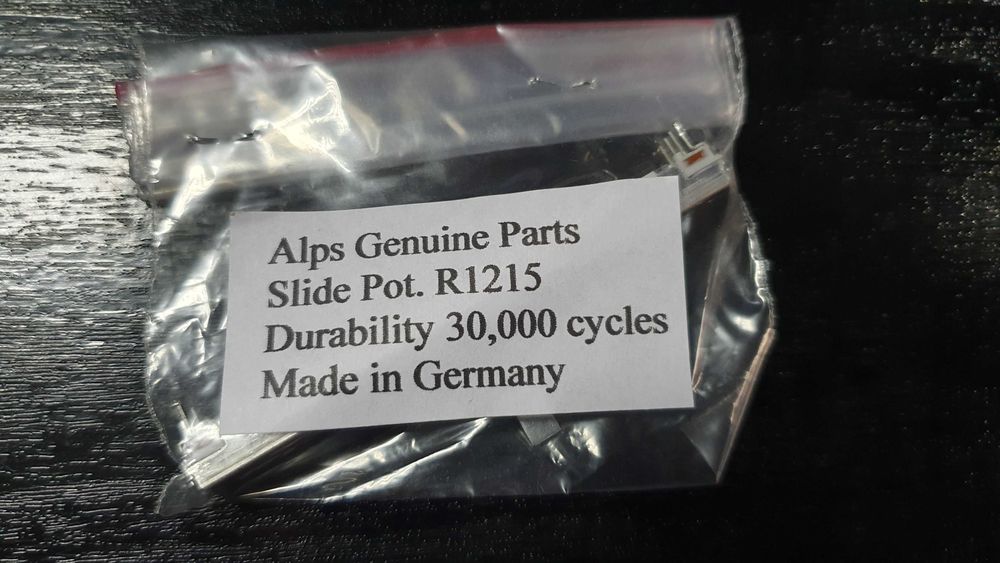 Alps Genuine Parts
Slide Pot. R1215
Durability 30,000 cycles
Made in Germany